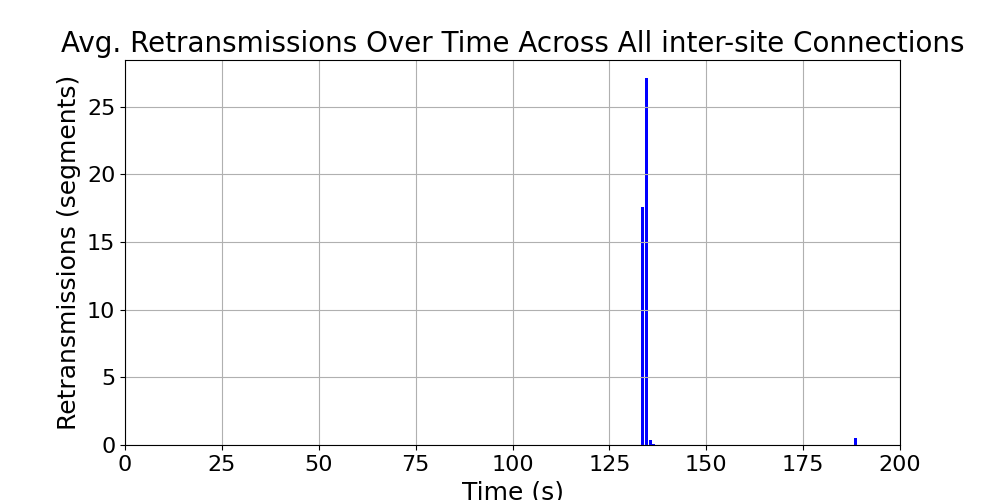 Avg. Retransmissions Over Time Across All inter-site Connections
Retransmissions (segments)
25
20
15
10
5
0
0 25 50 75 100 125 150 175 200
Time (s)